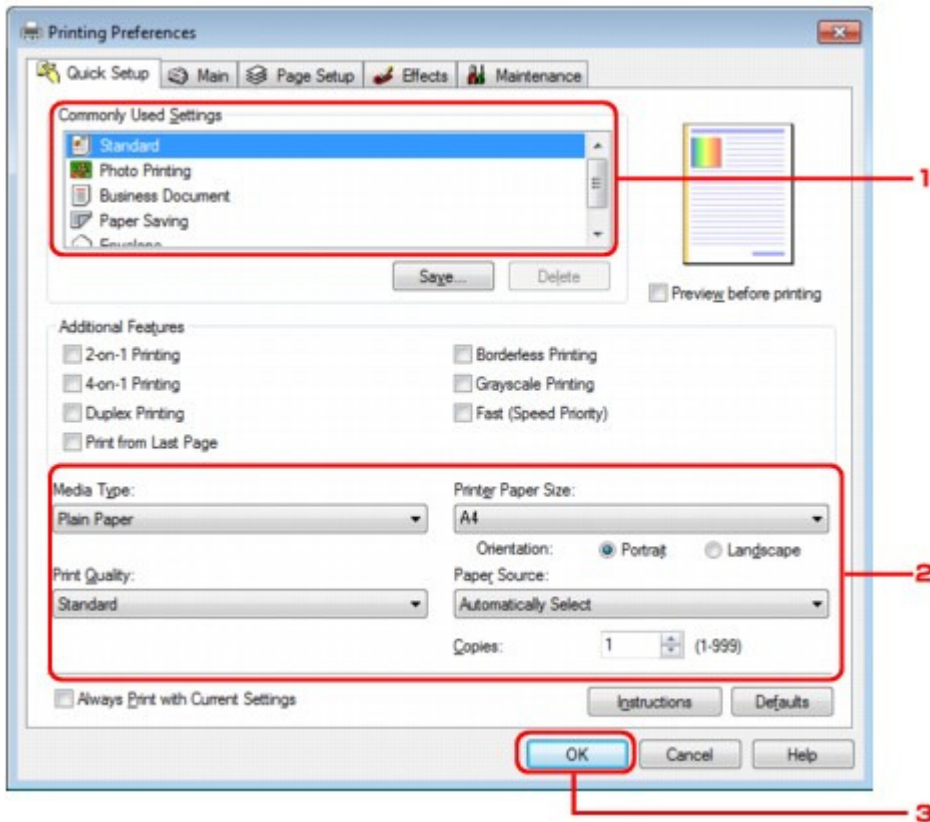 Printing Preferences
Quick Setup Main Page Setup Effects Maintenance
Commonly Used Settings
Standard
Photo Printing
Business Document
Paper Saving
Envelope
1
Save... Delete
Preview before printing
Additional Features
2-on-1 Printing
4-on-1 Printing
Duplex Printing
Print from Last Page
Borderless Printing
Grayscale Printing
Fast (Speed Priority)
Media Type:
Plain Paper
Printer Paper Size:
A4
Orientation: Portrait Landscape
Print Quality:
Standard
Paper Source:
Automatically Select
Copies: 1 (1-999)
2
Always Print with Current Settings
Instructions Defaults
OK Cancel Help
3